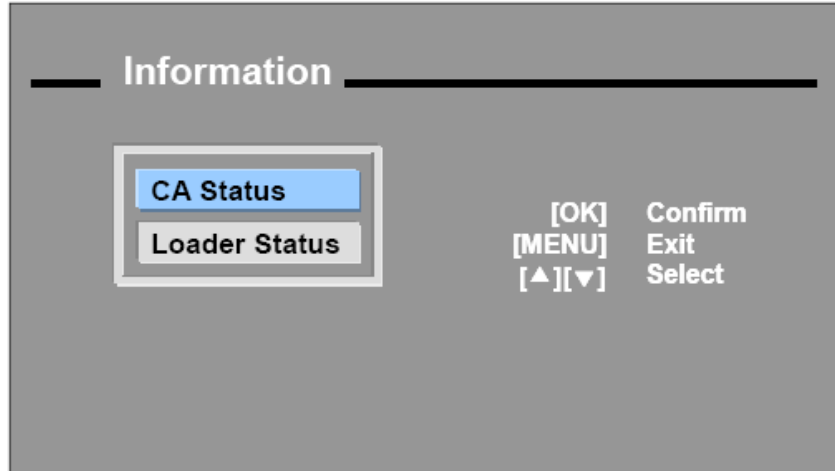 Information
CA Status
Loader Status
[OK] Confirm
[MENU] Exit
[▲][▼] Select